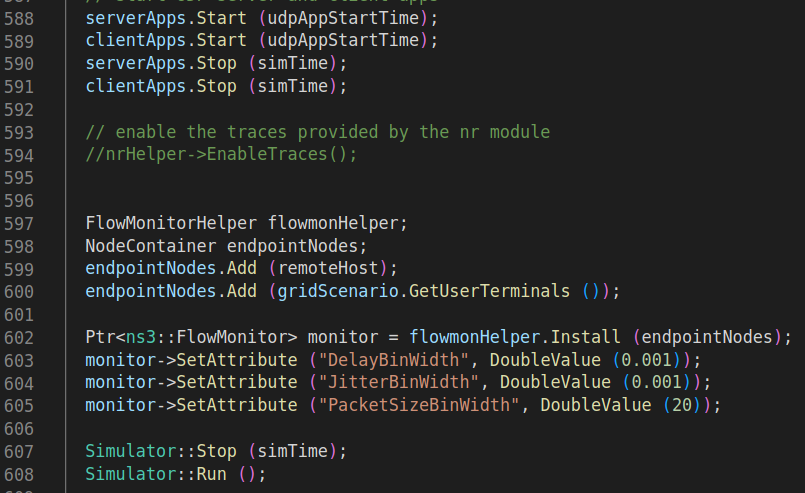 588 serverApps.Start (udpAppStartTime);
589 clientApps.Start (udpAppStartTime);
590 serverApps.Stop (simTime);
591 clientApps.Stop (simTime);
592
593 // enable the traces provided by the nr module
594 //nrHelper->EnableTraces();
595
596
597 FlowMonitorHelper flowmonHelper;
598 NodeContainer endpointNodes;
599 endpointNodes.Add (remoteHost);
600 endpointNodes.Add (gridScenario.GetUserTerminals ());
601
602 Ptr<ns3::FlowMonitor> monitor = flowmonHelper.Install (endpointNodes);
603 monitor->SetAttribute ("DelayBinWidth", DoubleValue (0.001));
604 monitor->SetAttribute ("JitterBinWidth", DoubleValue (0.001));
605 monitor->SetAttribute ("PacketSizeBinWidth", DoubleValue (20));
606
607 Simulator::Stop (simTime);
608 Simulator::Run ();